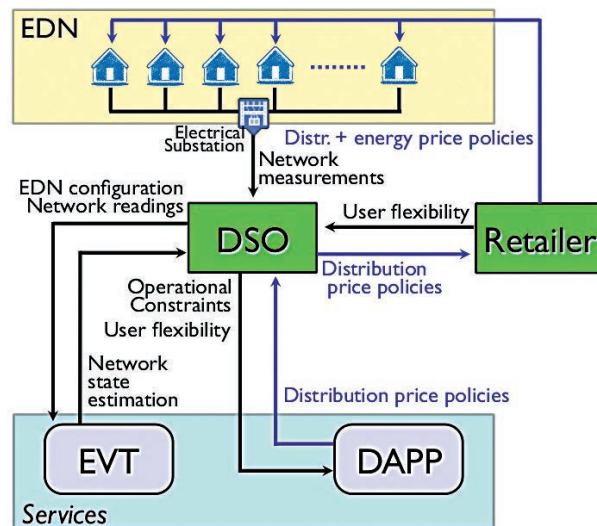 EDN
Electrical
Substation
Distr. + energy price policies
Network
measurements
EDN configuration
Network readings
User flexibility
DSO
Retailer
Distribution
price policies
Operational
Constraints
User flexibility
Network
state
estimation
Distribution price policies
EVT
DAPP
Services